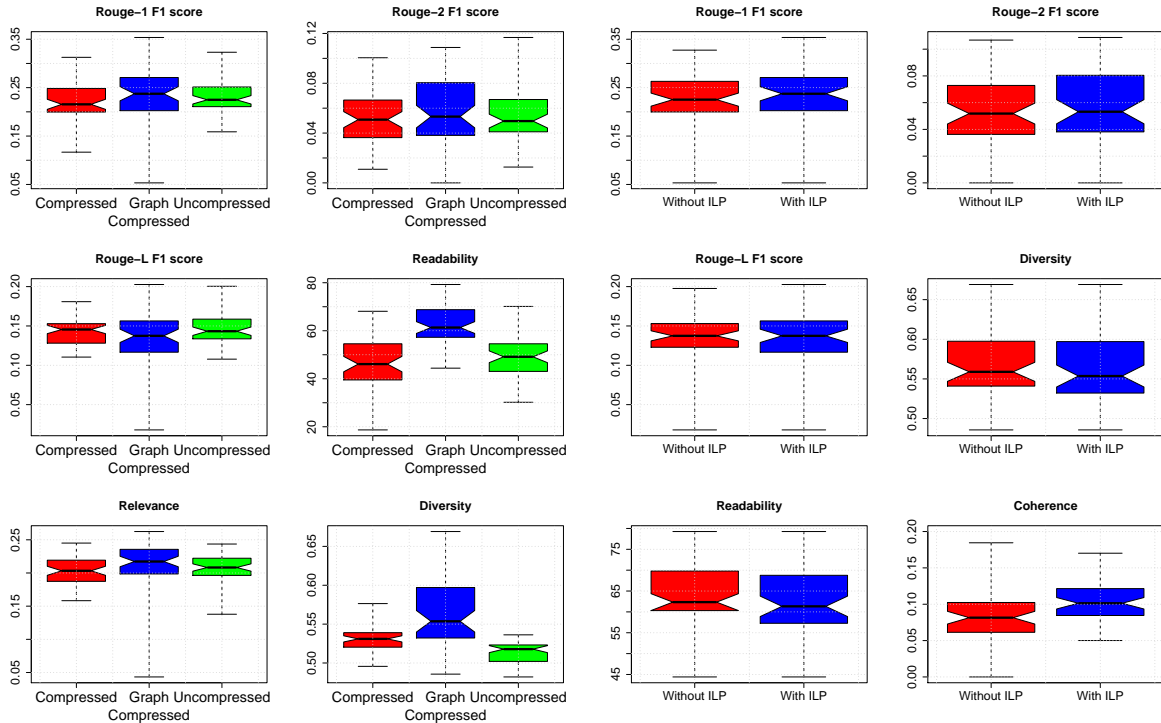 Rouge−1 F1 score
0.05 0.15 0.25 0.35
Compressed Graph Compressed Uncompressed
Rouge−2 F1 score
0.00 0.04 0.08 0.12
Compressed Graph Compressed Uncompressed
Rouge−1 F1 score
0.05 0.15 0.25 0.35
Without ILP With ILP
Rouge−2 F1 score
0.00 0.04 0.08
Without ILP With ILP
Rouge−L F1 score
0.05 0.10 0.15 0.20
Compressed Graph Compressed Uncompressed
Readability
20 40 60 80
Compressed Graph Compressed Uncompressed
Rouge−L F1 score
0.05 0.10 0.15 0.20
Without ILP With ILP
Diversity
0.50 0.55 0.60 0.65
Without ILP With ILP
Relevance
0.05 0.15 0.25
Compressed Graph Compressed Uncompressed
Diversity
0.50 0.55 0.60 0.65
Compressed Graph Compressed Uncompressed
Readability
45 55 65 75
Without ILP With ILP
Coherence
0.00 0.05 0.10 0.15 0.20
Without ILP With ILP